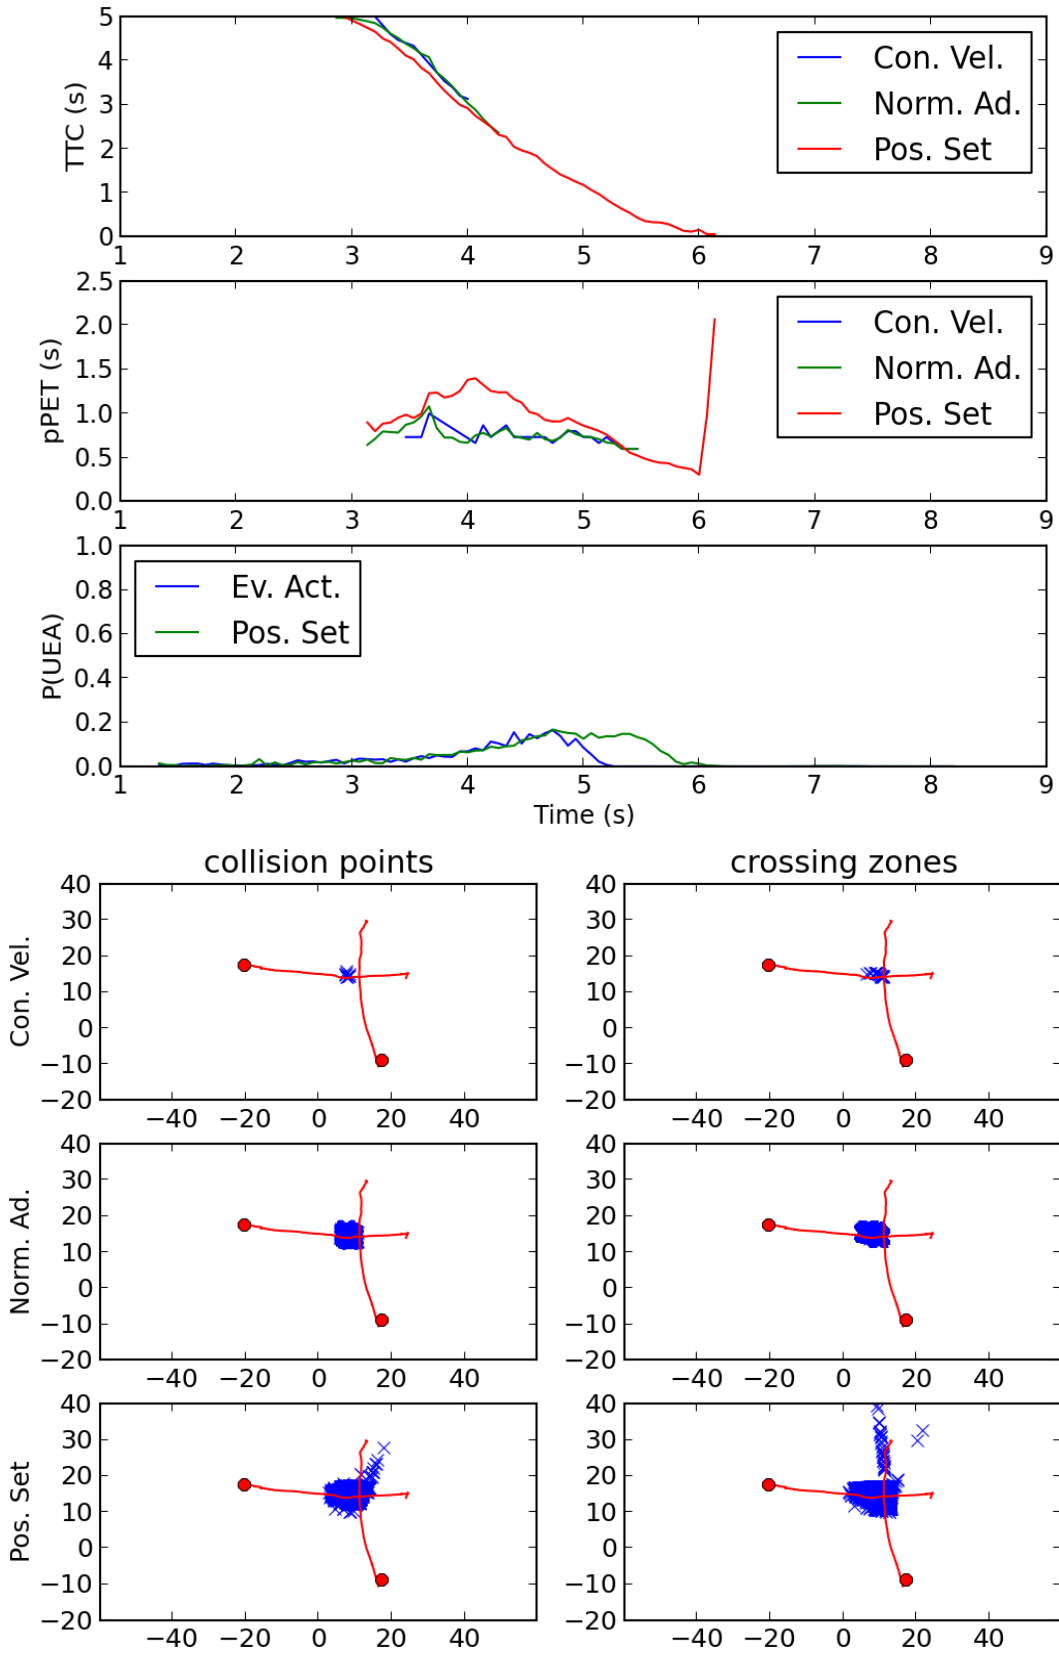 TTC (s)
5
4
3
2
1
0
1 2 3 4 5 6 7 8 9
Con. Vel.
Norm. Ad.
Pos. Set
pPET (s)
2.5
2.0
1.5
1.0
0.5
0.0
1 2 3 4 5 6 7 8 9
Con. Vel.
Norm. Ad.
Pos. Set
P(UEA)
1.0
0.8
0.6
0.4
0.2
0.0
1 2 3 4 5 6 7 8 9
Ev. Act.
Pos. Set
Time (s)
collision points
crossing zones
Con. Vel.
40
30
20
10
0
−10
−20
−40 −20 0 20 40
40
30
20
10
0
−10
−20
−40 −20 0 20 40
Norm. Ad.
40
30
20
10
0
−10
−20
−40 −20 0 20 40
40
30
20
10
0
−10
−20
−40 −20 0 20 40
Pos. Set
40
30
20
10
0
−10
−20
−40 −20 0 20 40
40
30
20
10
0
−10
−20
−40 −20 0 20 40